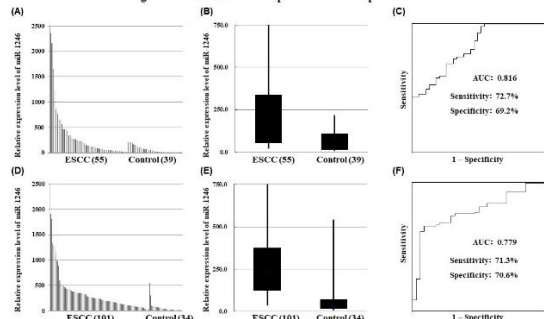 (A)
Relative expression level of miR 1246
2500
2000
1500
1000
500
0
ESCC (55)
Control (39)
(B)
Relative expression level of miR 1246
750.0
500.0
250.0
0.0
ESCC (55)
Control (39)
(C)
Sensitivity
AUC: 0.816
Sensitivity: 72.7%
Specificity: 69.2%
1 – Specificity
(D)
Relative expression level of miR 1246
2500
2000
1500
1000
500
0
ESCC (101)
Control (34)
(E)
Relative expression level of miR 1246
750.0
500.0
250.0
0.0
ESCC (101)
Control (34)
(F)
Sensitivity
AUC: 0.779
Sensitivity: 71.3%
Specificity: 70.6%
1 – Specificity